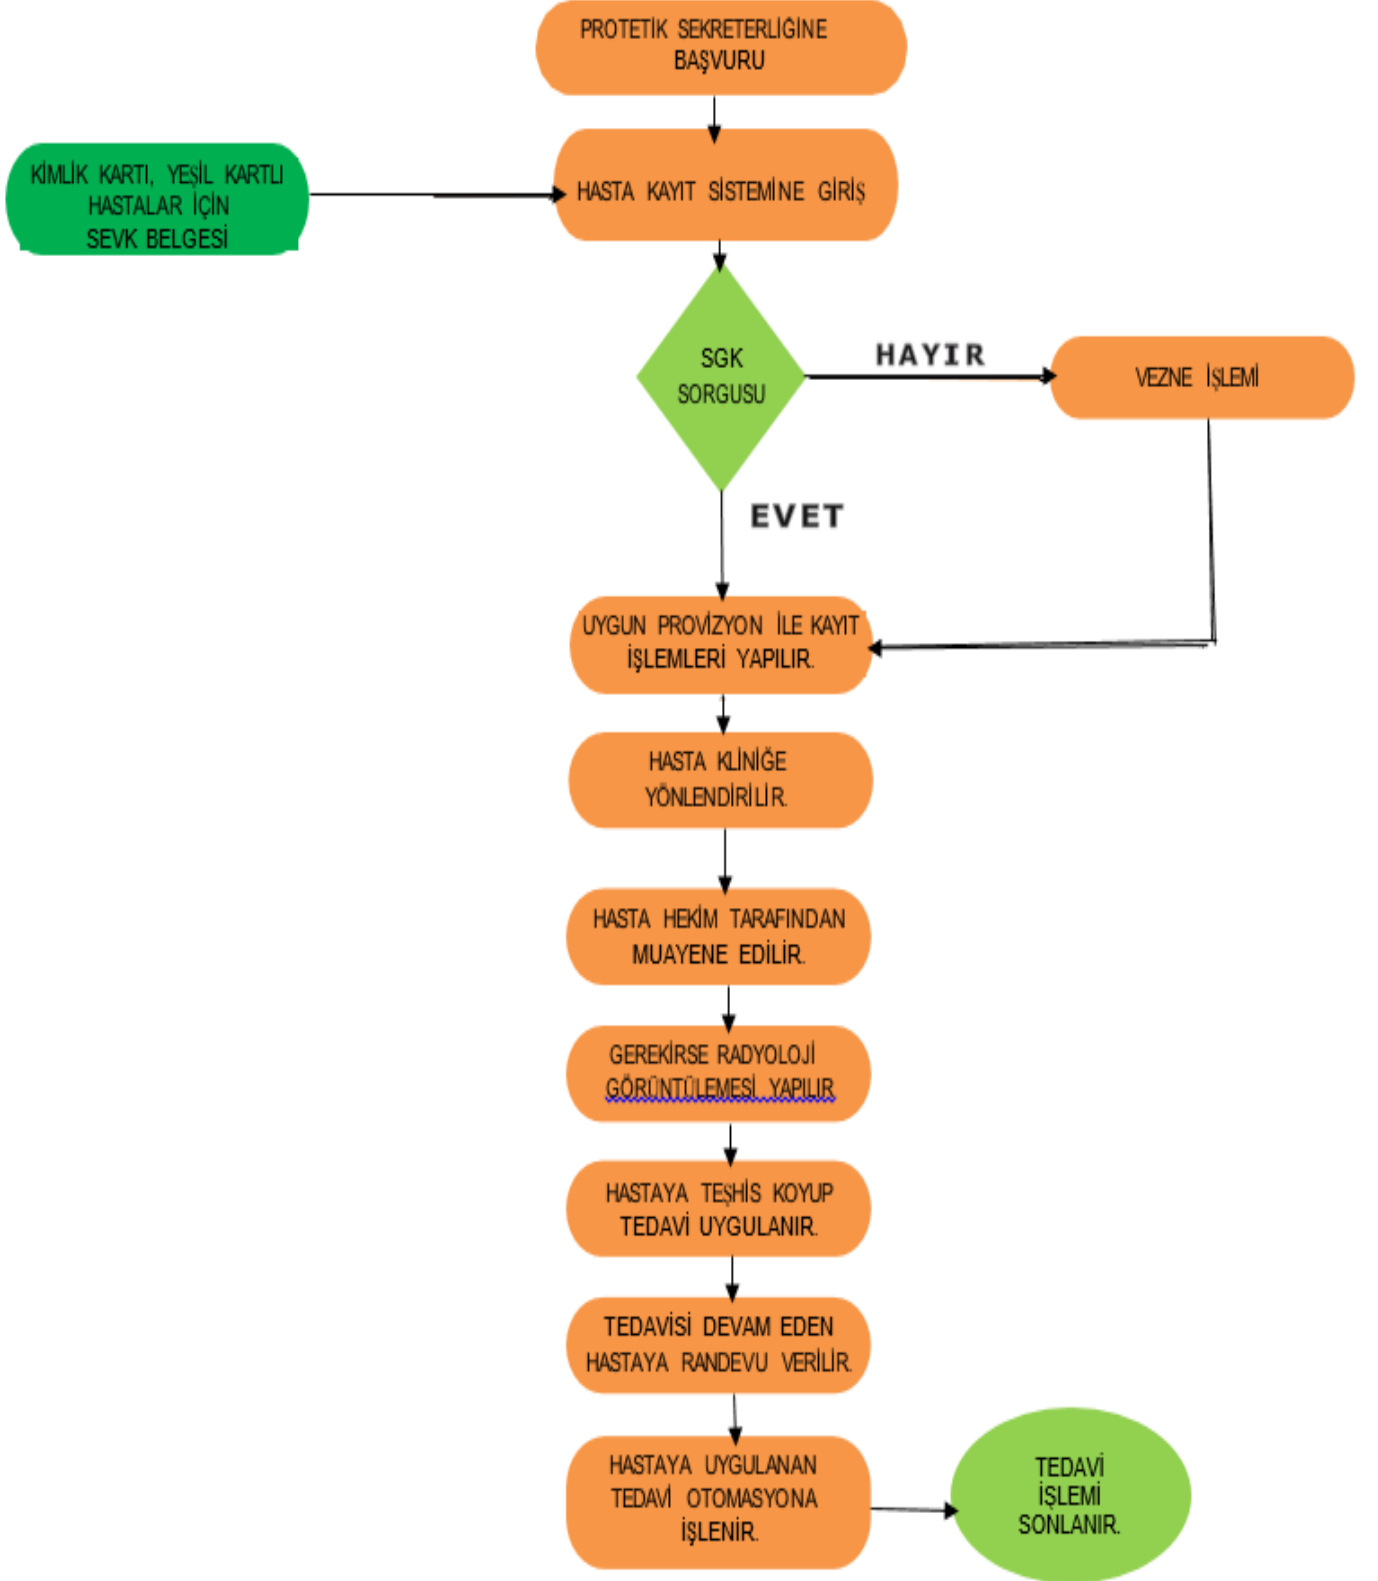 PROTETİK SEKRETERLİĞİNE
BAŞVURU
KİMLİK KARTI, YEŞİL KARTLI
HASTALAR İÇİN
SEVK BELGESİ
HASTA KAYIT SİSTEMİNE GİRİŞ
SGK
SORGUSU
HAYIR
VEZNE İŞLEMİ
EVET
UYGUN PROVİZYON İLE KAYIT
İŞLEMLERİ YAPILIR.
HASTA KLİNİĞE
YÖNLENDİRİLİR.
HASTA HEKİM TARAFINDAN
MUAYENE EDİLİR.
GEREKİRSE RADYOLOJİ
GÖRÜNTÜLEMESİ YAPILIR
HASTAYA TEŞHİS KOYUP
TEDAVİ UYGULANIR.
TEDAVİSİ DEVAM EDEN
HASTAYA RANDEVU VERİLİR.
HASTAYA UYGULANAN
TEDAVİ OTOMASYONA
İŞLENİR.
TEDAVİ
İŞLEMİ
SONLANIR.